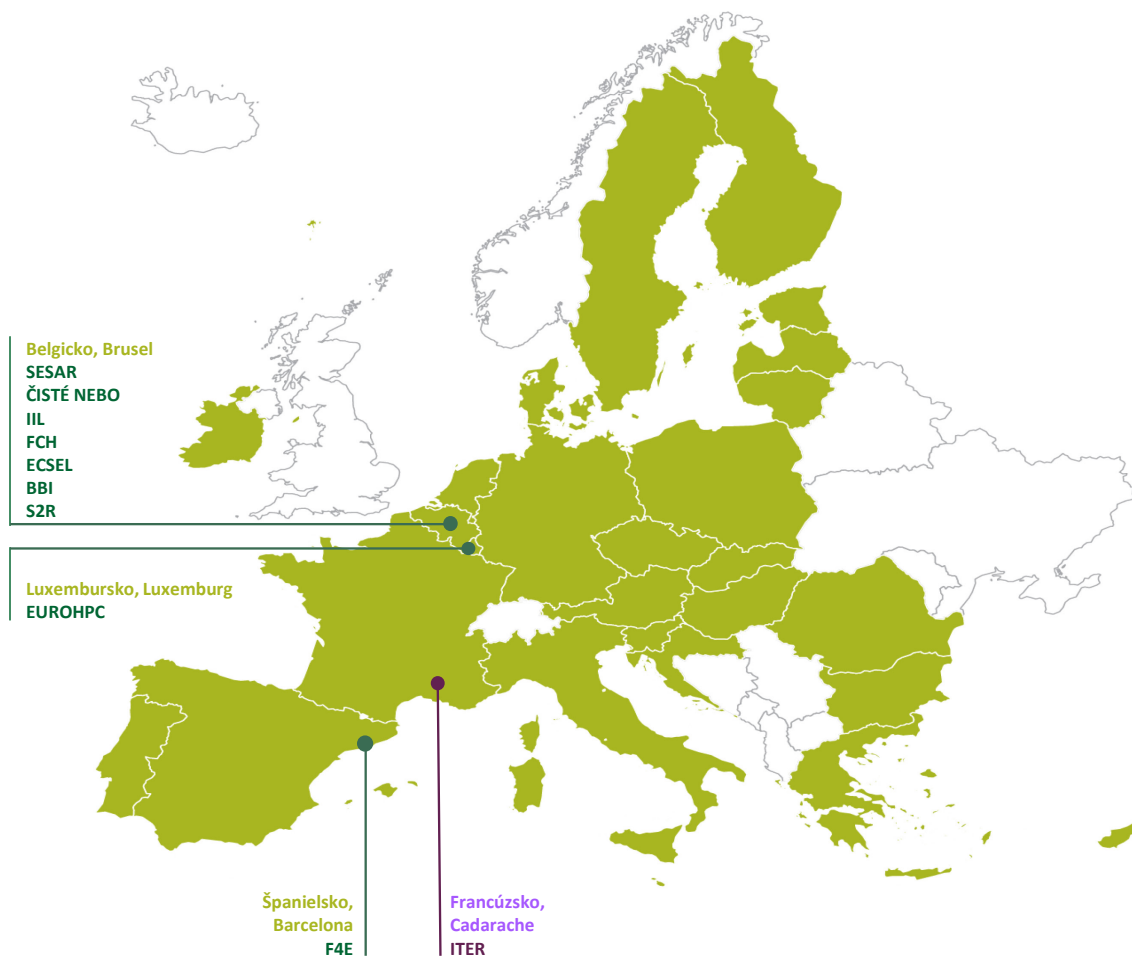 Belgicko, Brusel
SESAR
ČISTÉ NEBO
IIL
FCH
ECSEL
BBI
S2R
Luxembursko, Luxemburg
EUROHPC
Španielsko,
Barcelona
F4E
Francúzsko,
Cadarache
ITER